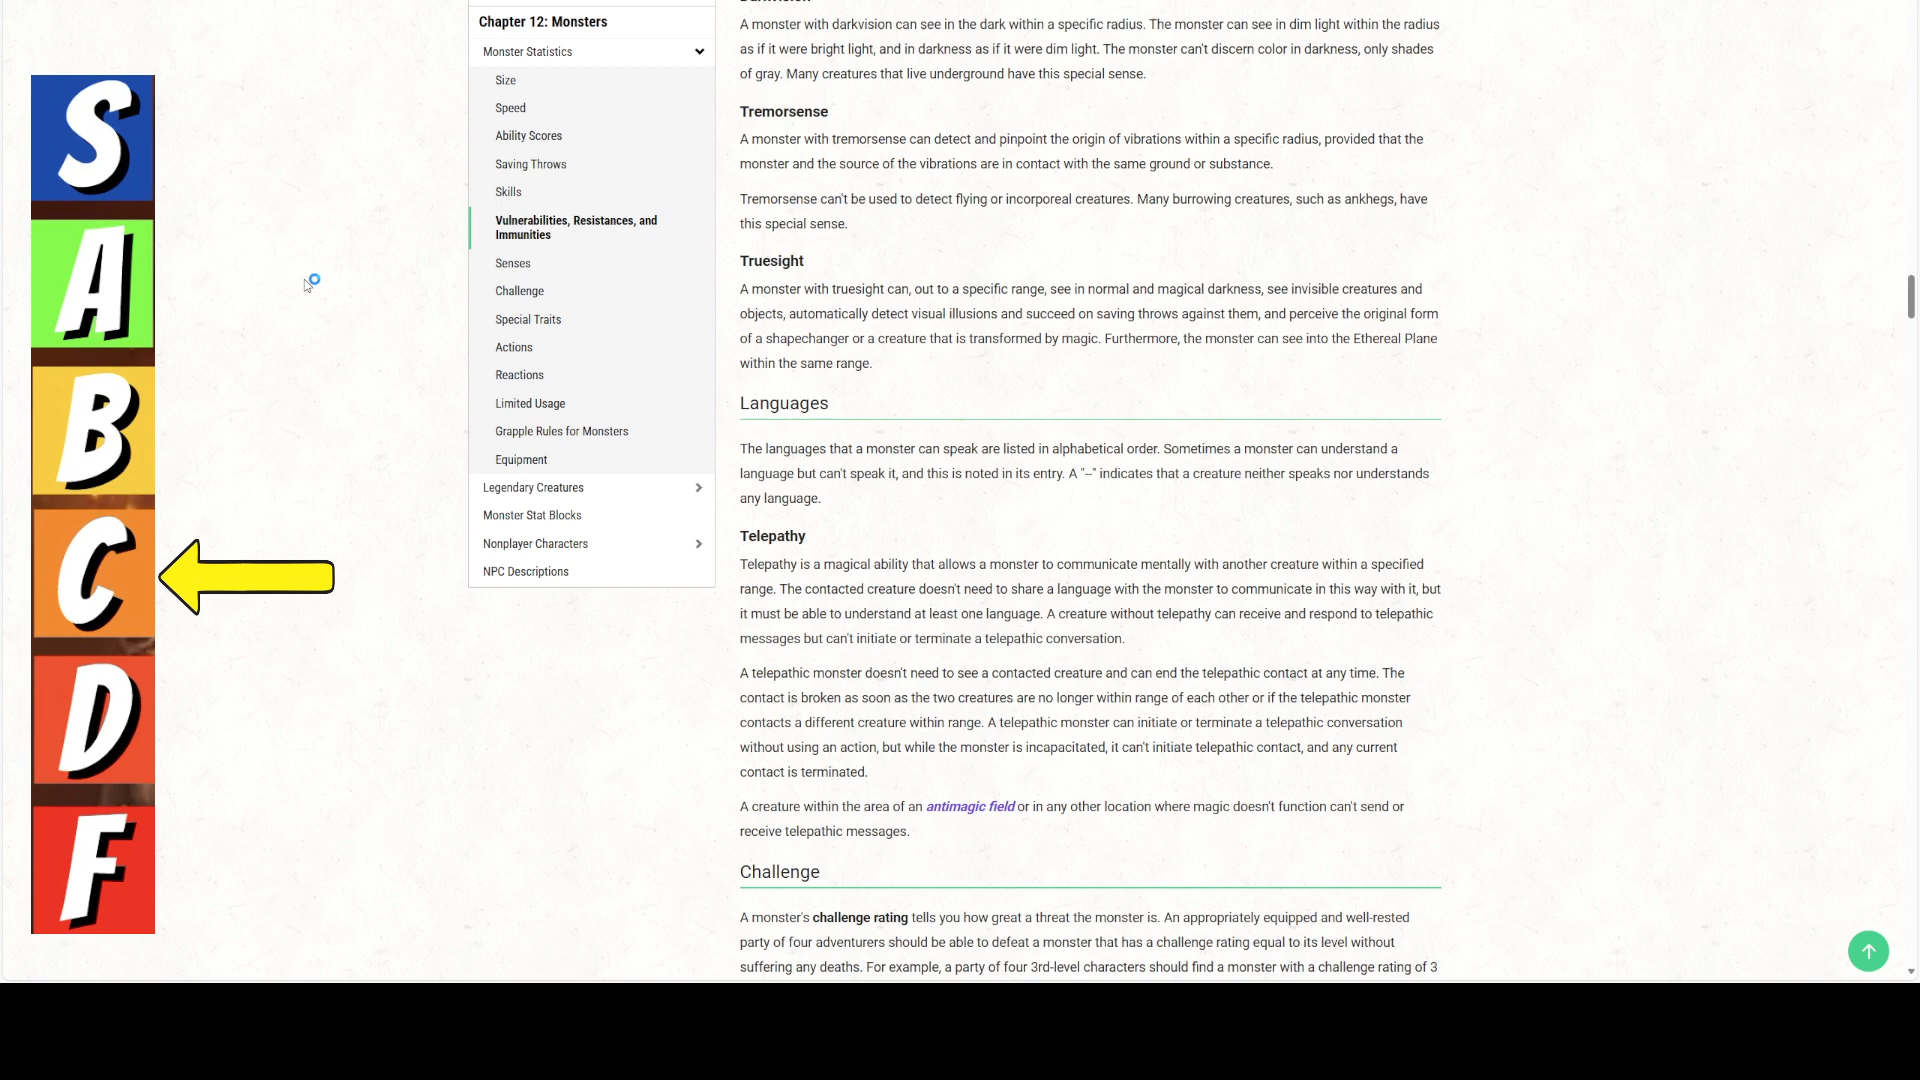 S
A
B
C
D
F
Chapter 12: Monsters
Monster Statistics
Size
Speed
Ability Scores
Saving Throws
Skills
Vulnerabilities, Resistances, and
Immunities
Senses
Challenge
Special Traits
Actions
Reactions
Limited Usage
Grapple Rules for Monsters
Equipment
Legendary Creatures
Monster Stat Blocks
Nonplayer Characters
NPC Descriptions
Darkvision
A monster with darkvision can see in the dark within a specific radius. The monster can see in dim light within the radius
as if it were bright light, and in darkness as if it were dim light. The monster can't discern color in darkness, only shades
of gray. Many creatures that live underground have this special sense.
Tremorsense
A monster with tremorsense can detect and pinpoint the origin of vibrations within a specific radius, provided that the
monster and the source of the vibrations are in contact with the same ground or substance.
Tremorsense can't be used to detect flying or incorporeal creatures. Many burrowing creatures, such as ankhegs, have
this special sense.
Truesight
A monster with truesight can, out to a specific range, see in normal and magical darkness, see invisible creatures and
objects, automatically detect visual illusions and succeed on saving throws against them, and perceive the original form
of a shapechanger or a creature that is transformed by magic. Furthermore, the monster can see into the Ethereal Plane
within the same range.
Languages
The languages that a monster can speak are listed in alphabetical order. Sometimes a monster can understand a
language but can't speak it, and this is noted in its entry. A "--" indicates that a creature neither speaks nor understands
any language.
Telepathy
Telepathy is a magical ability that allows a monster to communicate mentally with another creature within a specified
range. The contacted creature doesn't need to share a language with the monster to communicate in this way with it, but
it must be able to understand at least one language. A creature without telepathy can receive and respond to telepathic
messages but can't initiate or terminate a telepathic conversation.
A telepathic monster doesn't need to see a contacted creature and can end the telepathic contact at any time. The
contact is broken as soon as the two creatures are no longer within range of each other or if the telepathic monster
contacts a different creature within range. A telepathic monster can initiate or terminate a telepathic conversation
without using an action, but while the monster is incapacitated, it can't initiate telepathic contact, and any current
contact is terminated.
A creature within the area of an antimagic field or in any other location where magic doesn't function can't send or
receive telepathic messages.
Challenge
A monster's challenge rating tells you how great a threat the monster is. An appropriately equipped and well-rested
party of four adventurers should be able to defeat a monster that has a challenge rating equal to its level without
suffering any deaths. For example, a party of four 3rd-level characters should find a monster with a challenge rating of 3